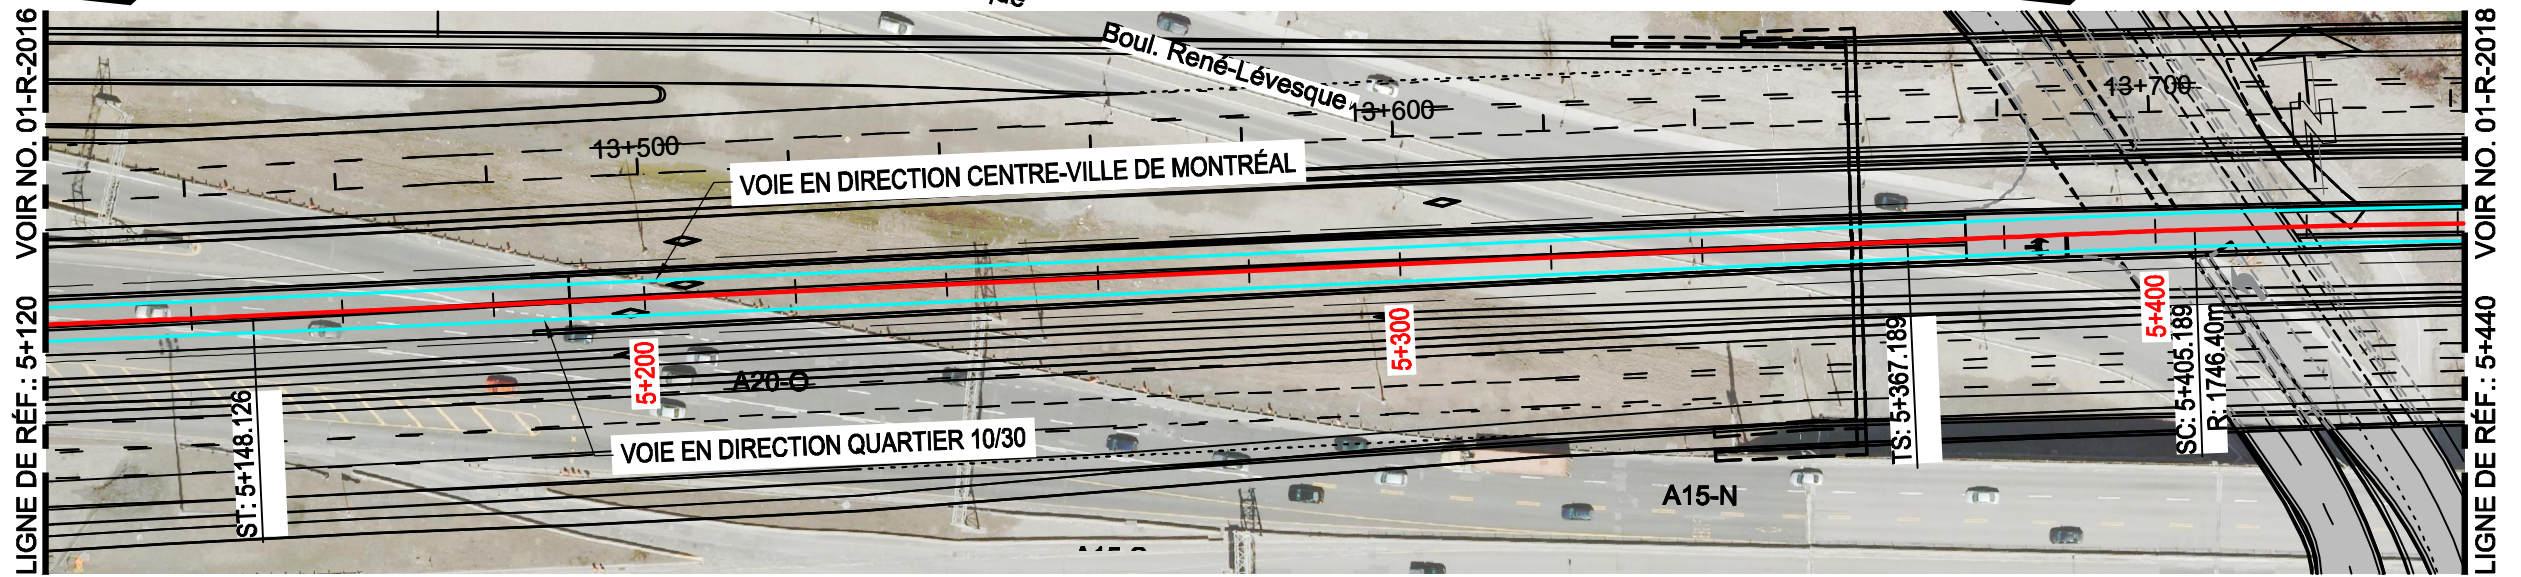 LIGNE DE RÉF.: 5+120 VOIR NO. 01-R-2016
Boul. René-Lévesque
13+500
13+600
13+700
VOIE EN DIRECTION CENTRE-VILLE DE MONTRÉAL
5+200
5+300
5+400
A20-O
VOIE EN DIRECTION QUARTIER 10/30
ST: 5+148.126
TS: 5+367.189
SC: 5+405.189
R: 1746.40m
A15-N
LIGNE DE RÉF.: 5+440 VOIR NO. 01-R-2018